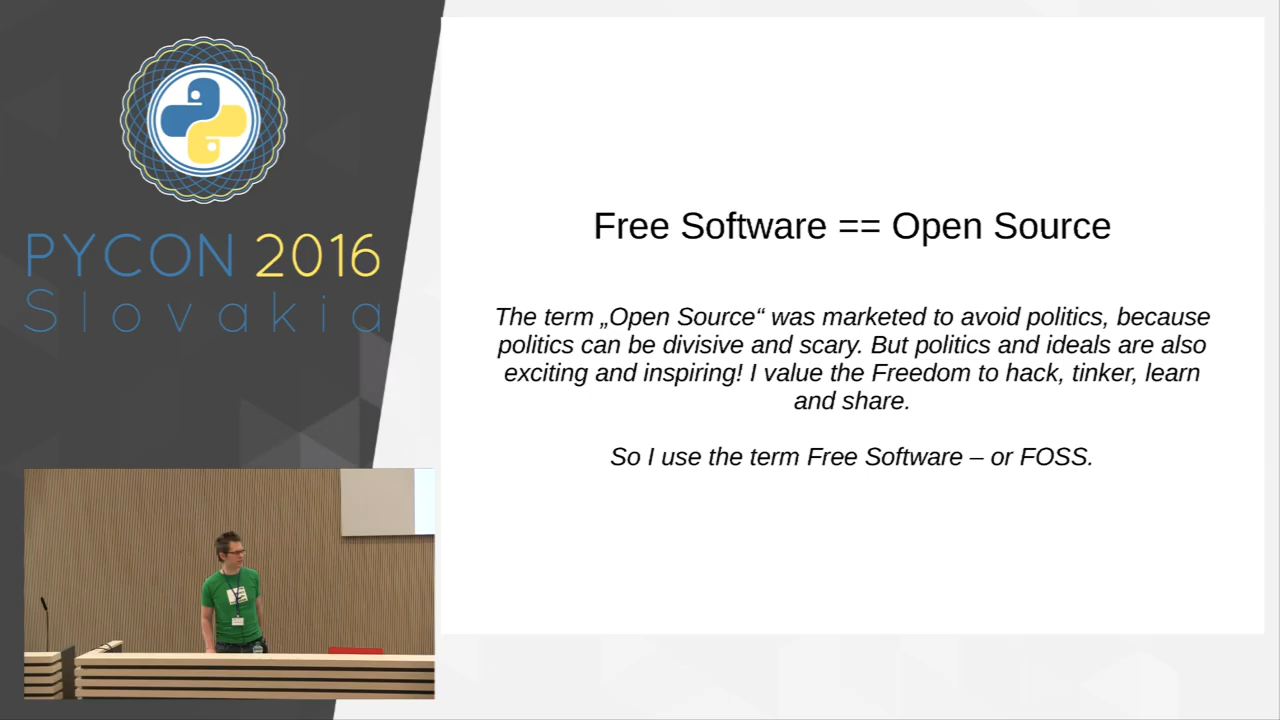 PYCON 2016
Slovakia
Free Software == Open Source
The term „Open Source“ was marketed to avoid politics, because
politics can be divisive and scary. But politics and ideals are also
exciting and inspiring! I value the Freedom to hack, tinker, learn
and share.
So I use the term Free Software – or FOSS.